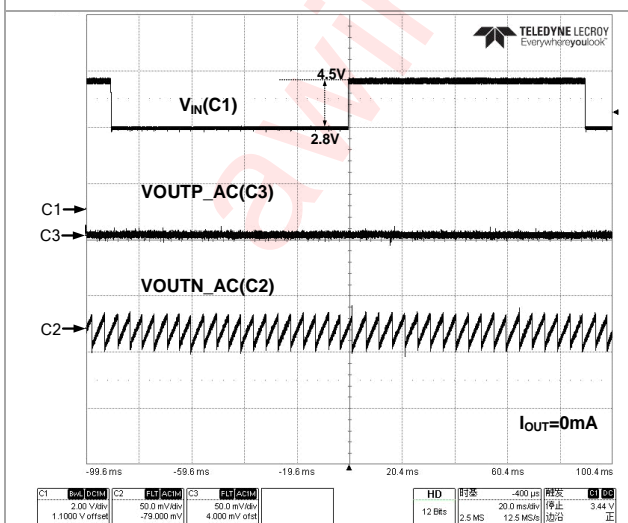 TELEDYNE LECROY
Everywhereyoulook
4.5V
VIN(C1)
2.8V
VOUTP_AC(C3)
C1
C3
VOUTN_AC(C2)
C2
IOUT=0mA
-99.6 ms -59.6 ms -19.6 ms 20.4 ms 60.4 ms 100.4 ms
C1 BwL DC1M C2 FLT AC1M C3 FLT AC1M HD 时基 -400 µs 触发 C1 DC
2.00 V/div 50.0 mV/div 50.0 mV/div 12 Bits 20.0 ms/div 停止 3.44 V
1.1000 V offset -79.000 mV 4.000 mV ofst 2.5 MS 12.5 MS/s 边沿 正